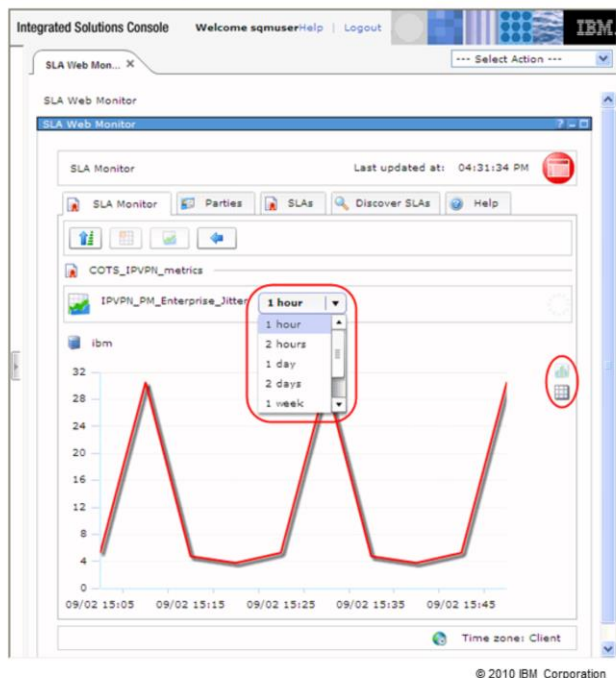 Integrated Solutions Console Welcome sqmuser Help | Logout IBM.
SLA Web Mon... X --- Select Action ---
SLA Web Monitor
SLA Web Monitor
SLA Monitor Last updated at: 04:31:34 PM
SLA Monitor Parties SLAs Discover SLAs Help
COTS_IPVPN_metrics
IPVPN_PM_Enterprise_Jitter 1 hour
1 hour
2 hours
1 day
2 days
1 week
ibm
32
28
24
20
16
12
8
4
0
09/02 15:05 09/02 15:15 09/02 15:25 09/02 15:35 09/02 15:45
Time zone: Client
© 2010 IBM Corporation